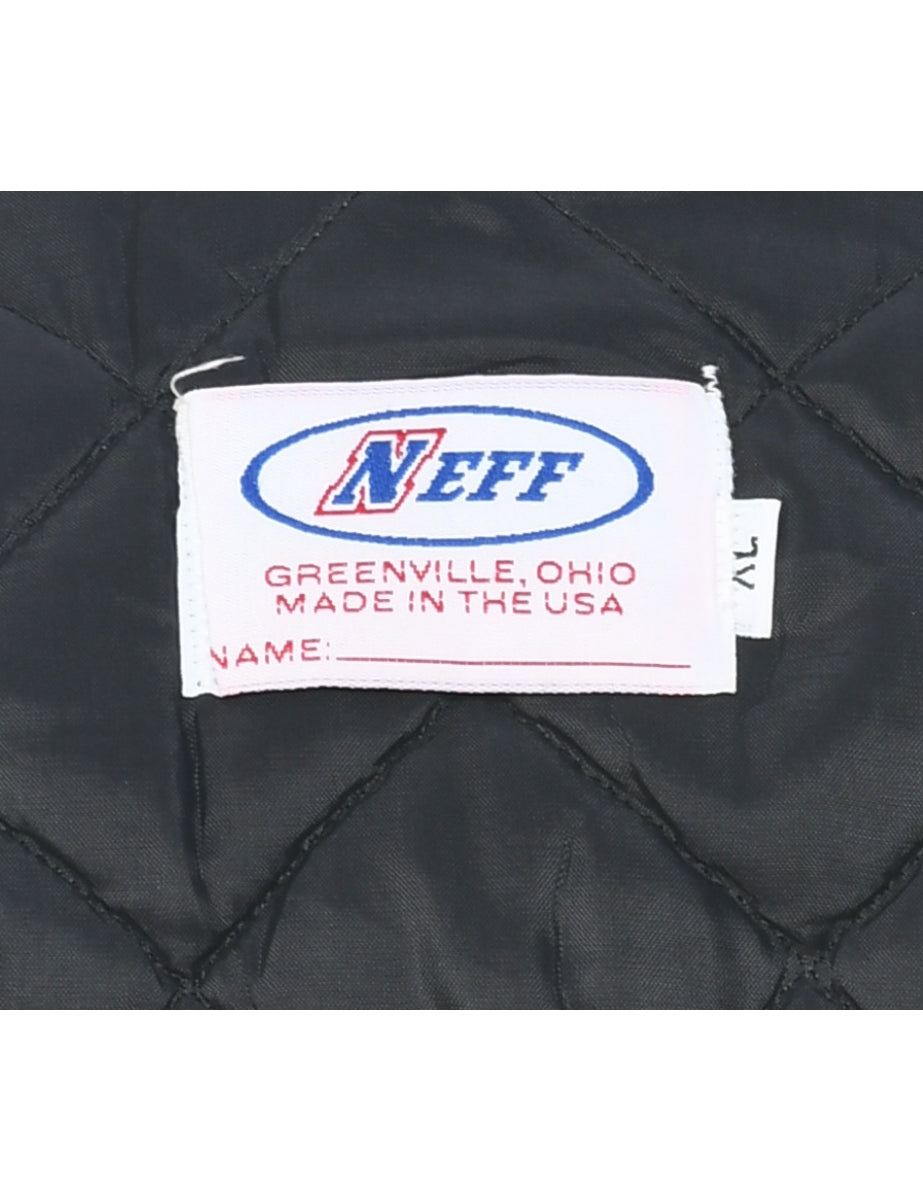 NEFF
GREENVILLE, OHIO
MADE IN THE USA
NAME:
XL